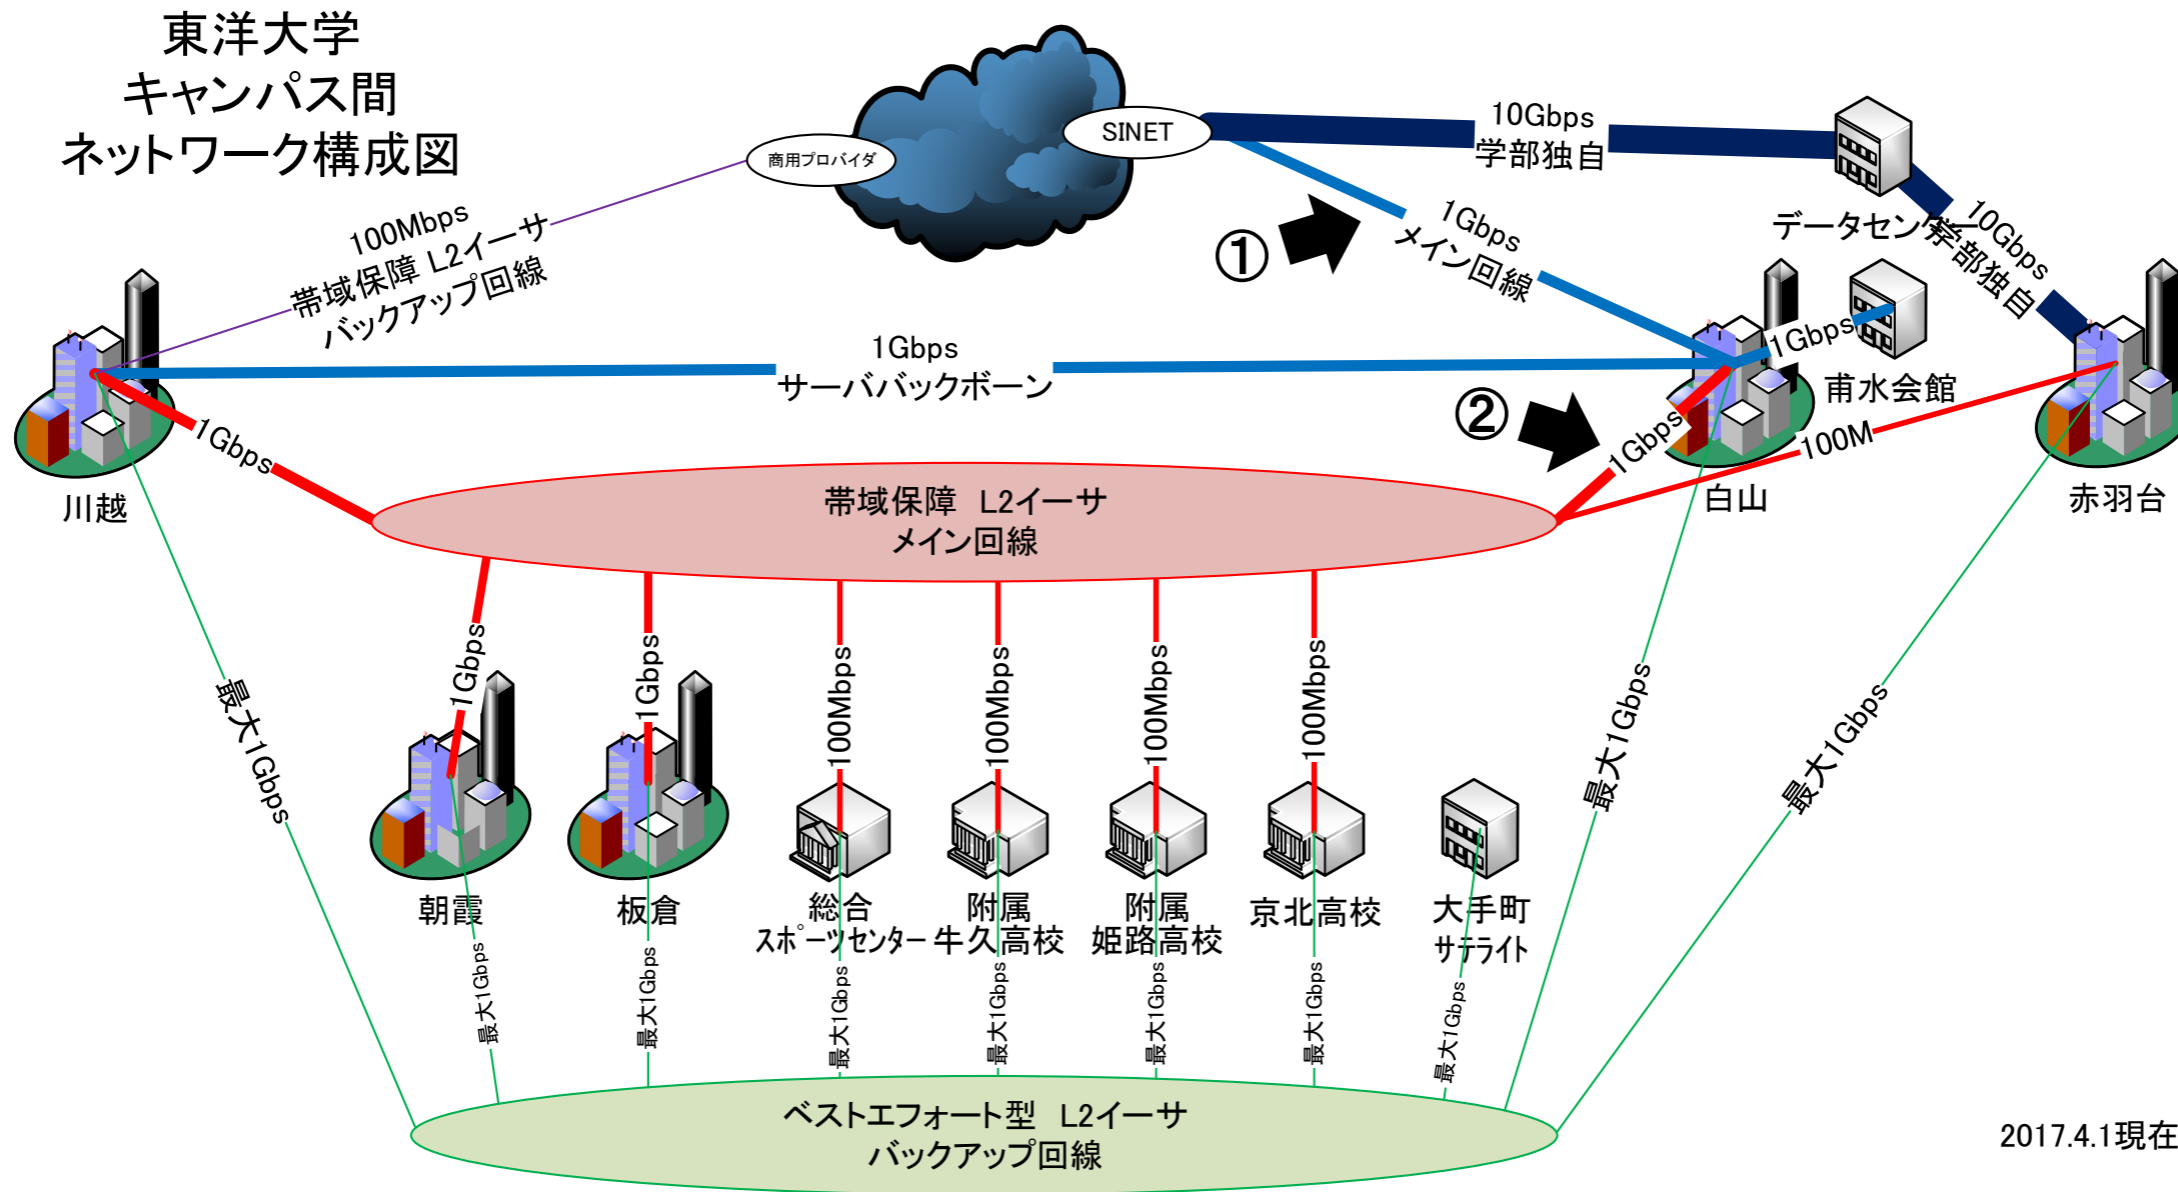 東洋大学
キャンパス間
ネットワーク構成図
商用プロバイダ
SINET
10Gbps
学部独自
データセンター
10Gbps
学部独自
100Mbps
帯域保障 L2イーサ
バックアップ回線
①
1Gbps
メイン回線
1Gbps
サーババックボーン
1Gbps
甫水会館
②
1Gbps
1Gbps
100M
川越
白山
赤羽台
帯域保障 L2イーサ
メイン回線
1Gbps
1Gbps
100Mbps
100Mbps
100Mbps
100Mbps
最大1Gbps
最大1Gbps
最大1Gbps
朝霞
板倉
総合
スポーツセンター
附属
牛久高校
附属
姫路高校
京北高校
大手町
サテライト
最大1Gbps
最大1Gbps
最大1Gbps
最大1Gbps
最大1Gbps
最大1Gbps
最大1Gbps
ベストエフォート型 L2イーサ
バックアップ回線
2017.4.1現在